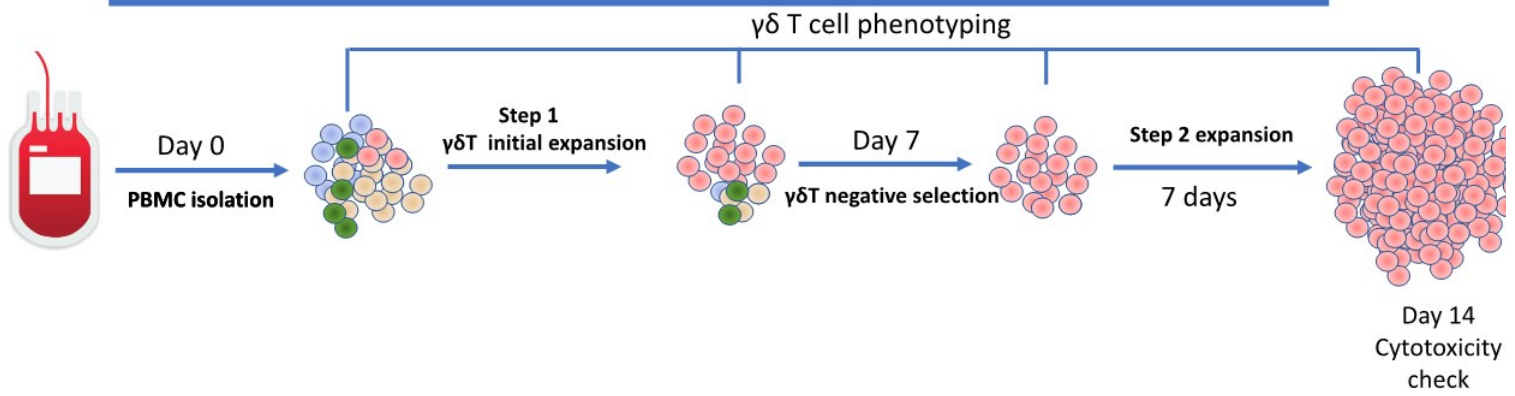 γδ T cell phenotyping
Day 0
PBMC isolation
Step 1
γδT initial expansion
Day 7
γδT negative selection
Step 2 expansion
7 days
Day 14
Cytotoxicity
check